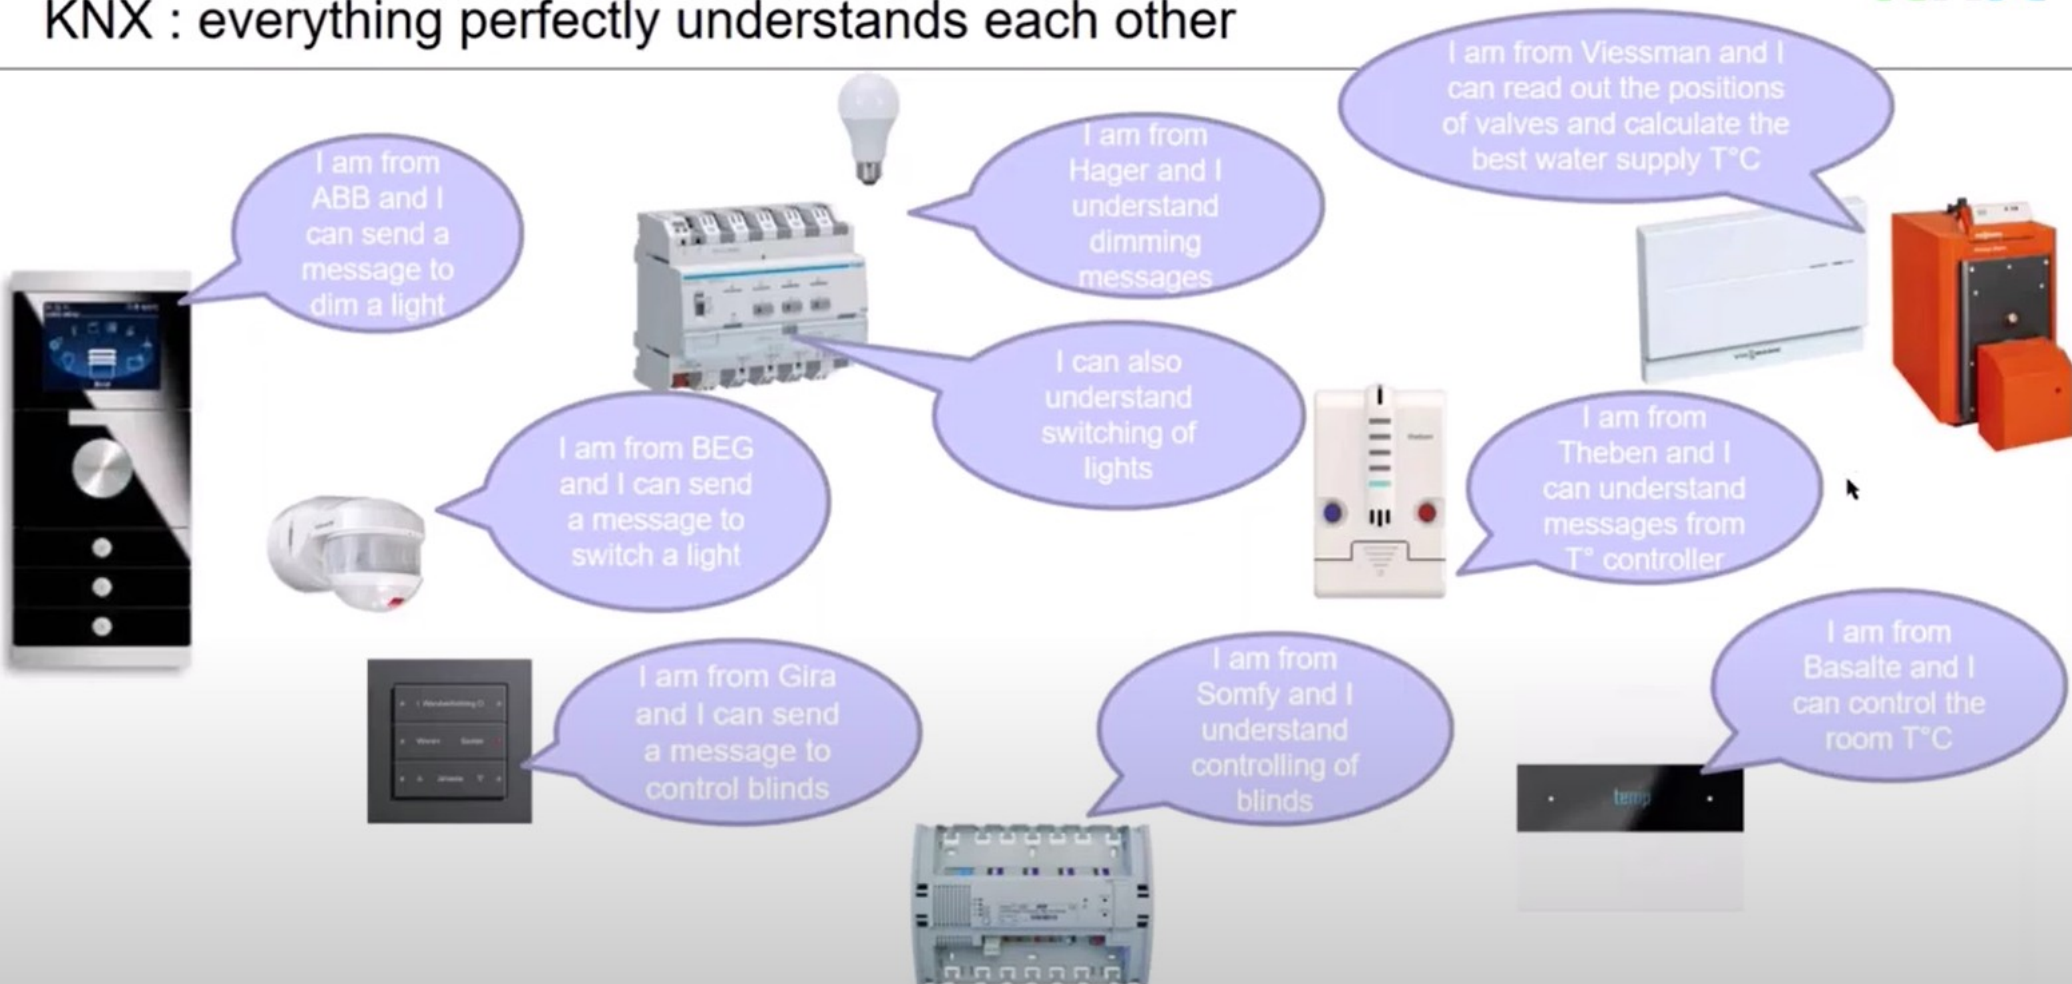 KNX : everything perfectly understands each other
I am from
ABB and I
can send a
message to
dim a light
I am from
Hager and I
understand
dimming
messages
I am from Viessman and I
can read out the positions
of valves and calculate the
best water supply T°C
I can also
understand
switching of
lights
I am from BEG
and I can send
a message to
switch a light
I am from
Theben and I
can understand
messages from
T° controller
I am from Gira
and I can send
a message to
control blinds
I am from
Somfy and I
understand
controlling of
blinds
I am from
Basalte and I
can control the
room T°C
temp